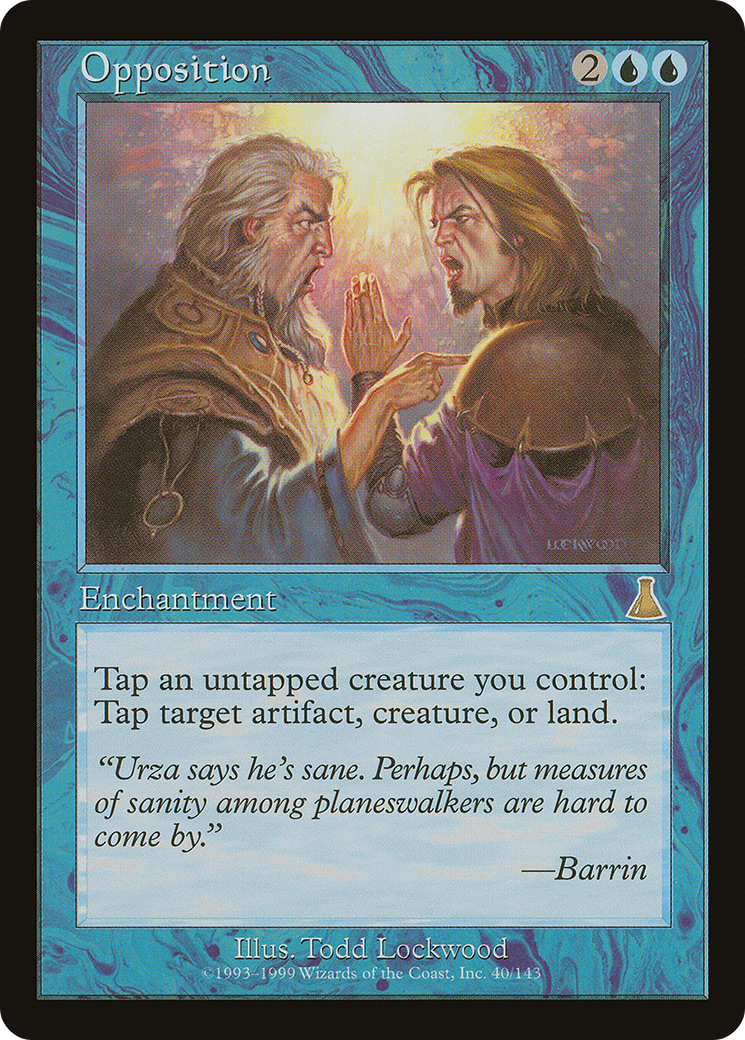 Opposition 2
LOCKWOOD
Enchantment
Tap an untapped creature you control:
Tap target artifact, creature, or land.
“Urza says he’s sane. Perhaps, but measures
of sanity among planeswalkers are hard to
come by.”
—Barrin
Illus. Todd Lockwood
©1993–1999 Wizards of the Coast, Inc. 40/143